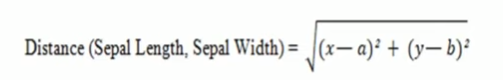 Distance (Sepal Length, Sepal Width) = √(x− a)² + (y− b)²